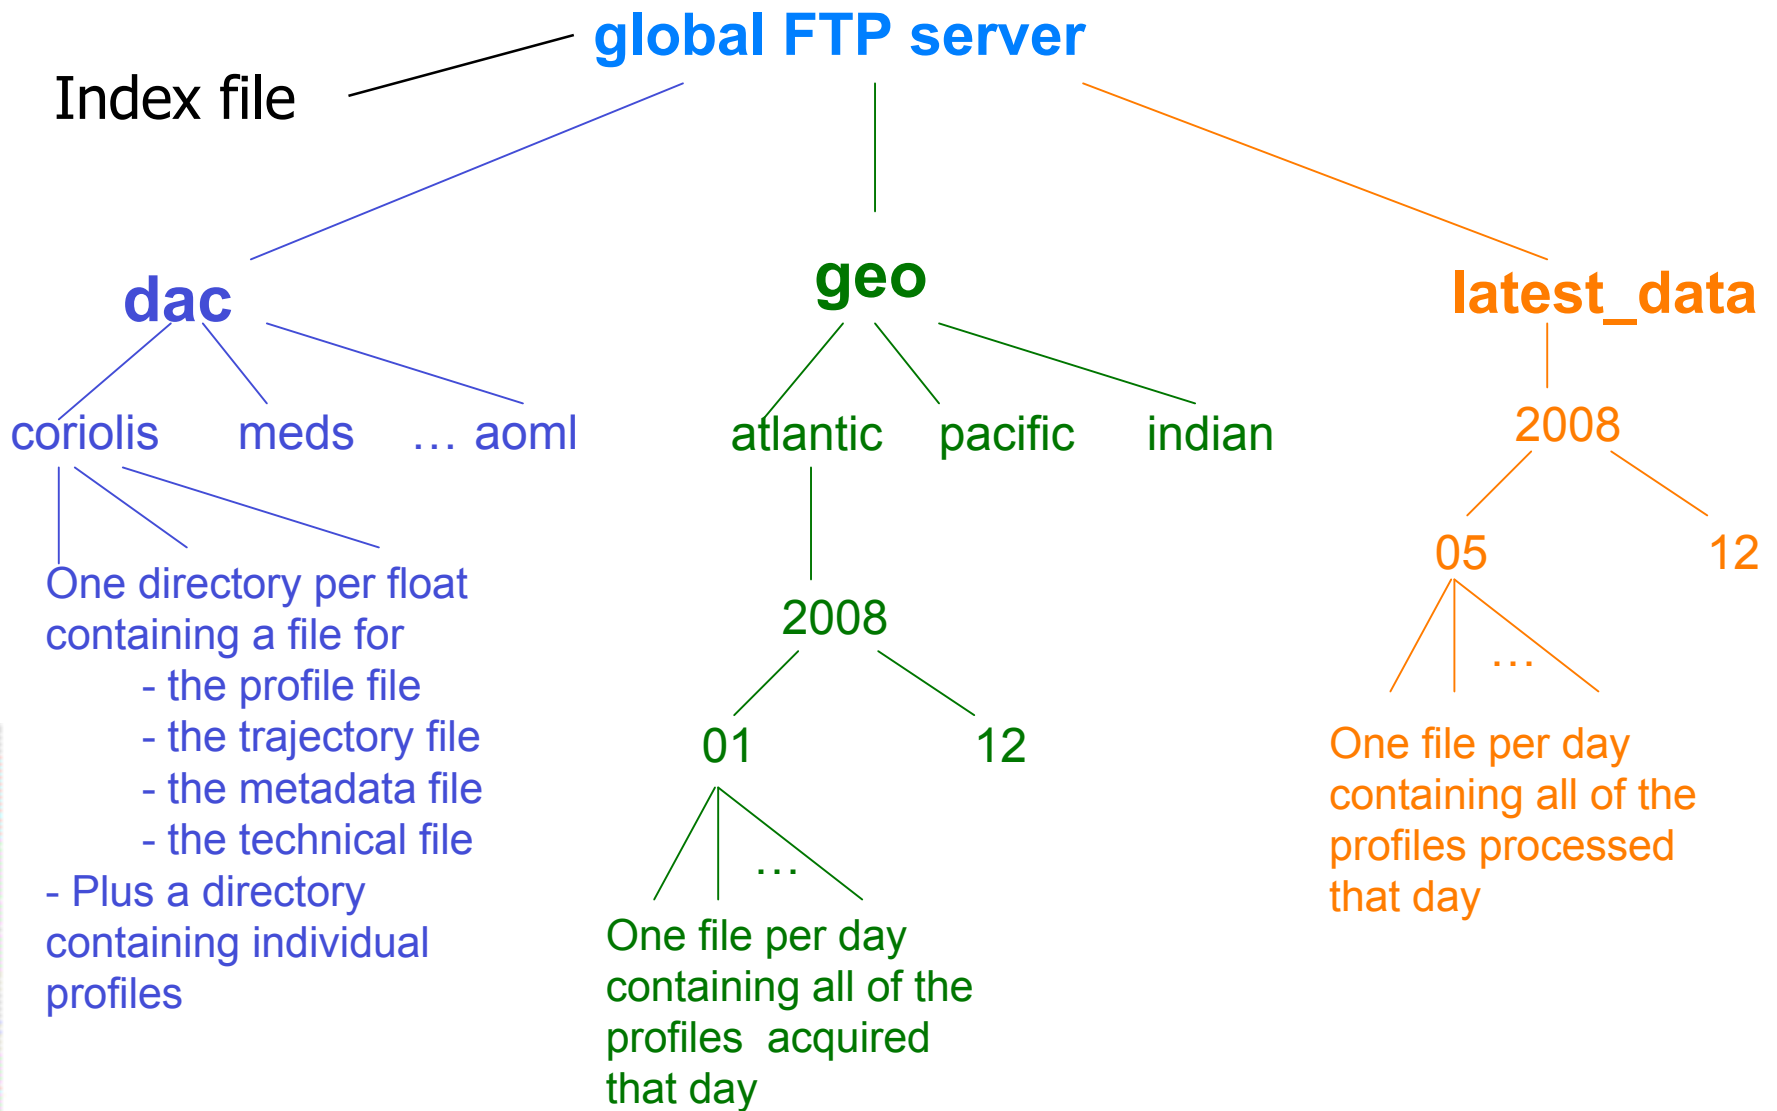 global FTP server
Index file
dac
geo
latest_data
coriolis meds … aoml
atlantic pacific indian
2008
05 12
…
One directory per float
containing a file for
- the profile file
- the trajectory file
- the metadata file
- the technical file
- Plus a directory
containing individual
profiles
2008
01 12
…
One file per day
containing all of the
profiles acquired
that day
One file per day
containing all of the
profiles processed
that day